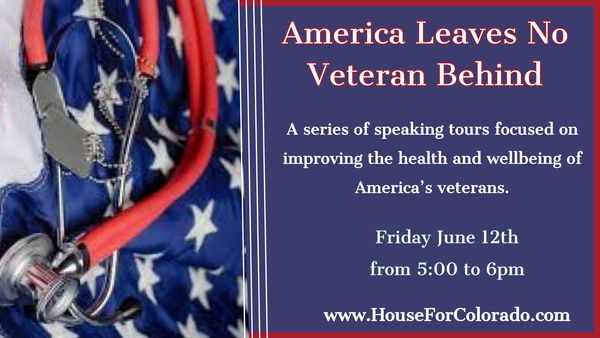 America Leaves No
Veteran Behind
A series of speaking tours focused on
improving the health and wellbeing of
America's veterans.
Friday June 12th
from 5:00 to 6pm
www.HouseForColorado.com